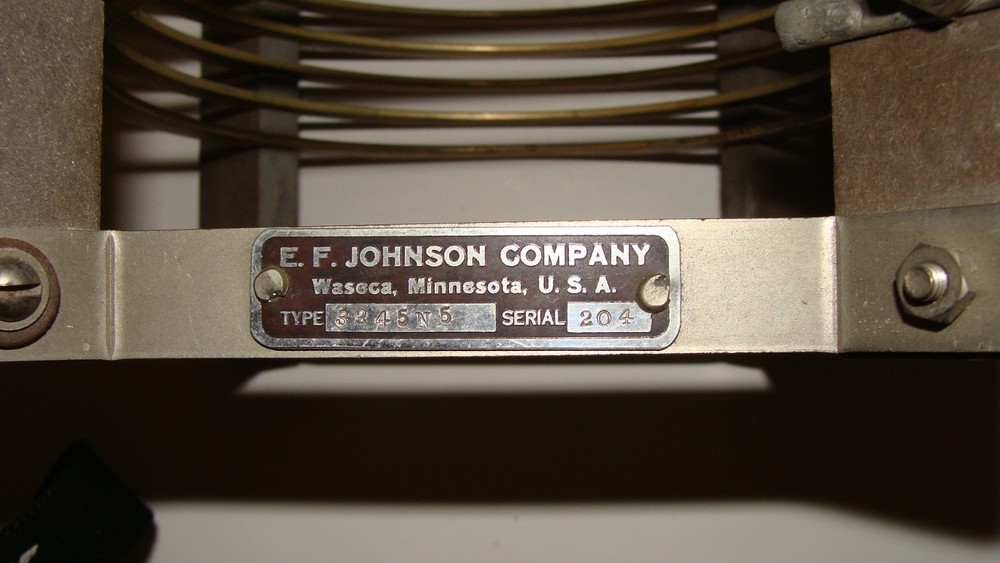 E. F. JOHNSON COMPANY
Waseca, Minnesota, U. S. A.
TYPE 3245N5 SERIAL 204